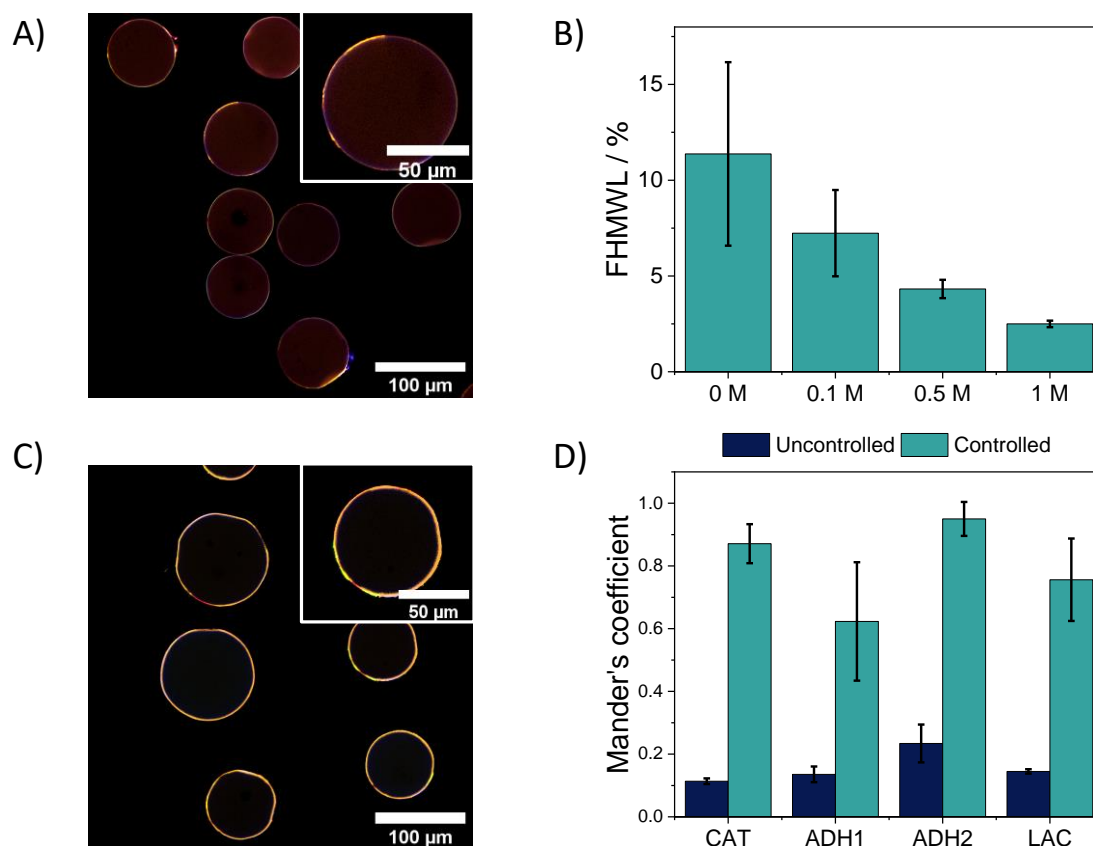 A)
50 µm
100 µm
B)
FHMWL / %
15
10
5
0
0 M 0.1 M 0.5 M 1 M
C)
50 µm
100 µm
Uncontrolled Controlled
D)
Mander's coefficient
1.0
0.8
0.6
0.4
0.2
0.0
CAT ADH1 ADH2 LAC